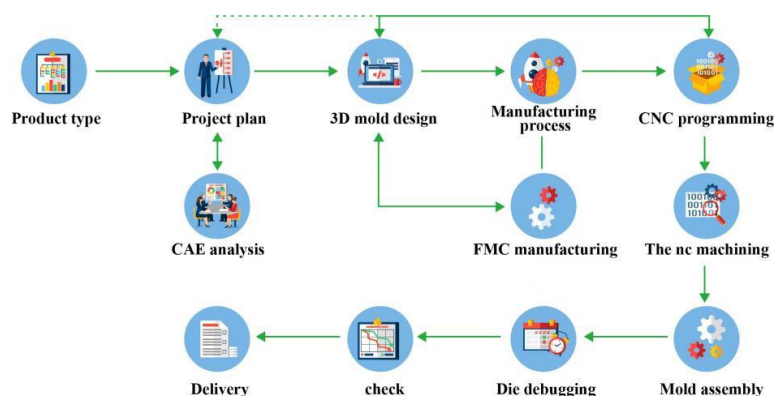 Product type
Project plan
3D mold design
Manufacturing
process
CNC programming
CAE analysis
FMC manufacturing
The nc machining
Delivery
check
Die debugging
Mold assembly